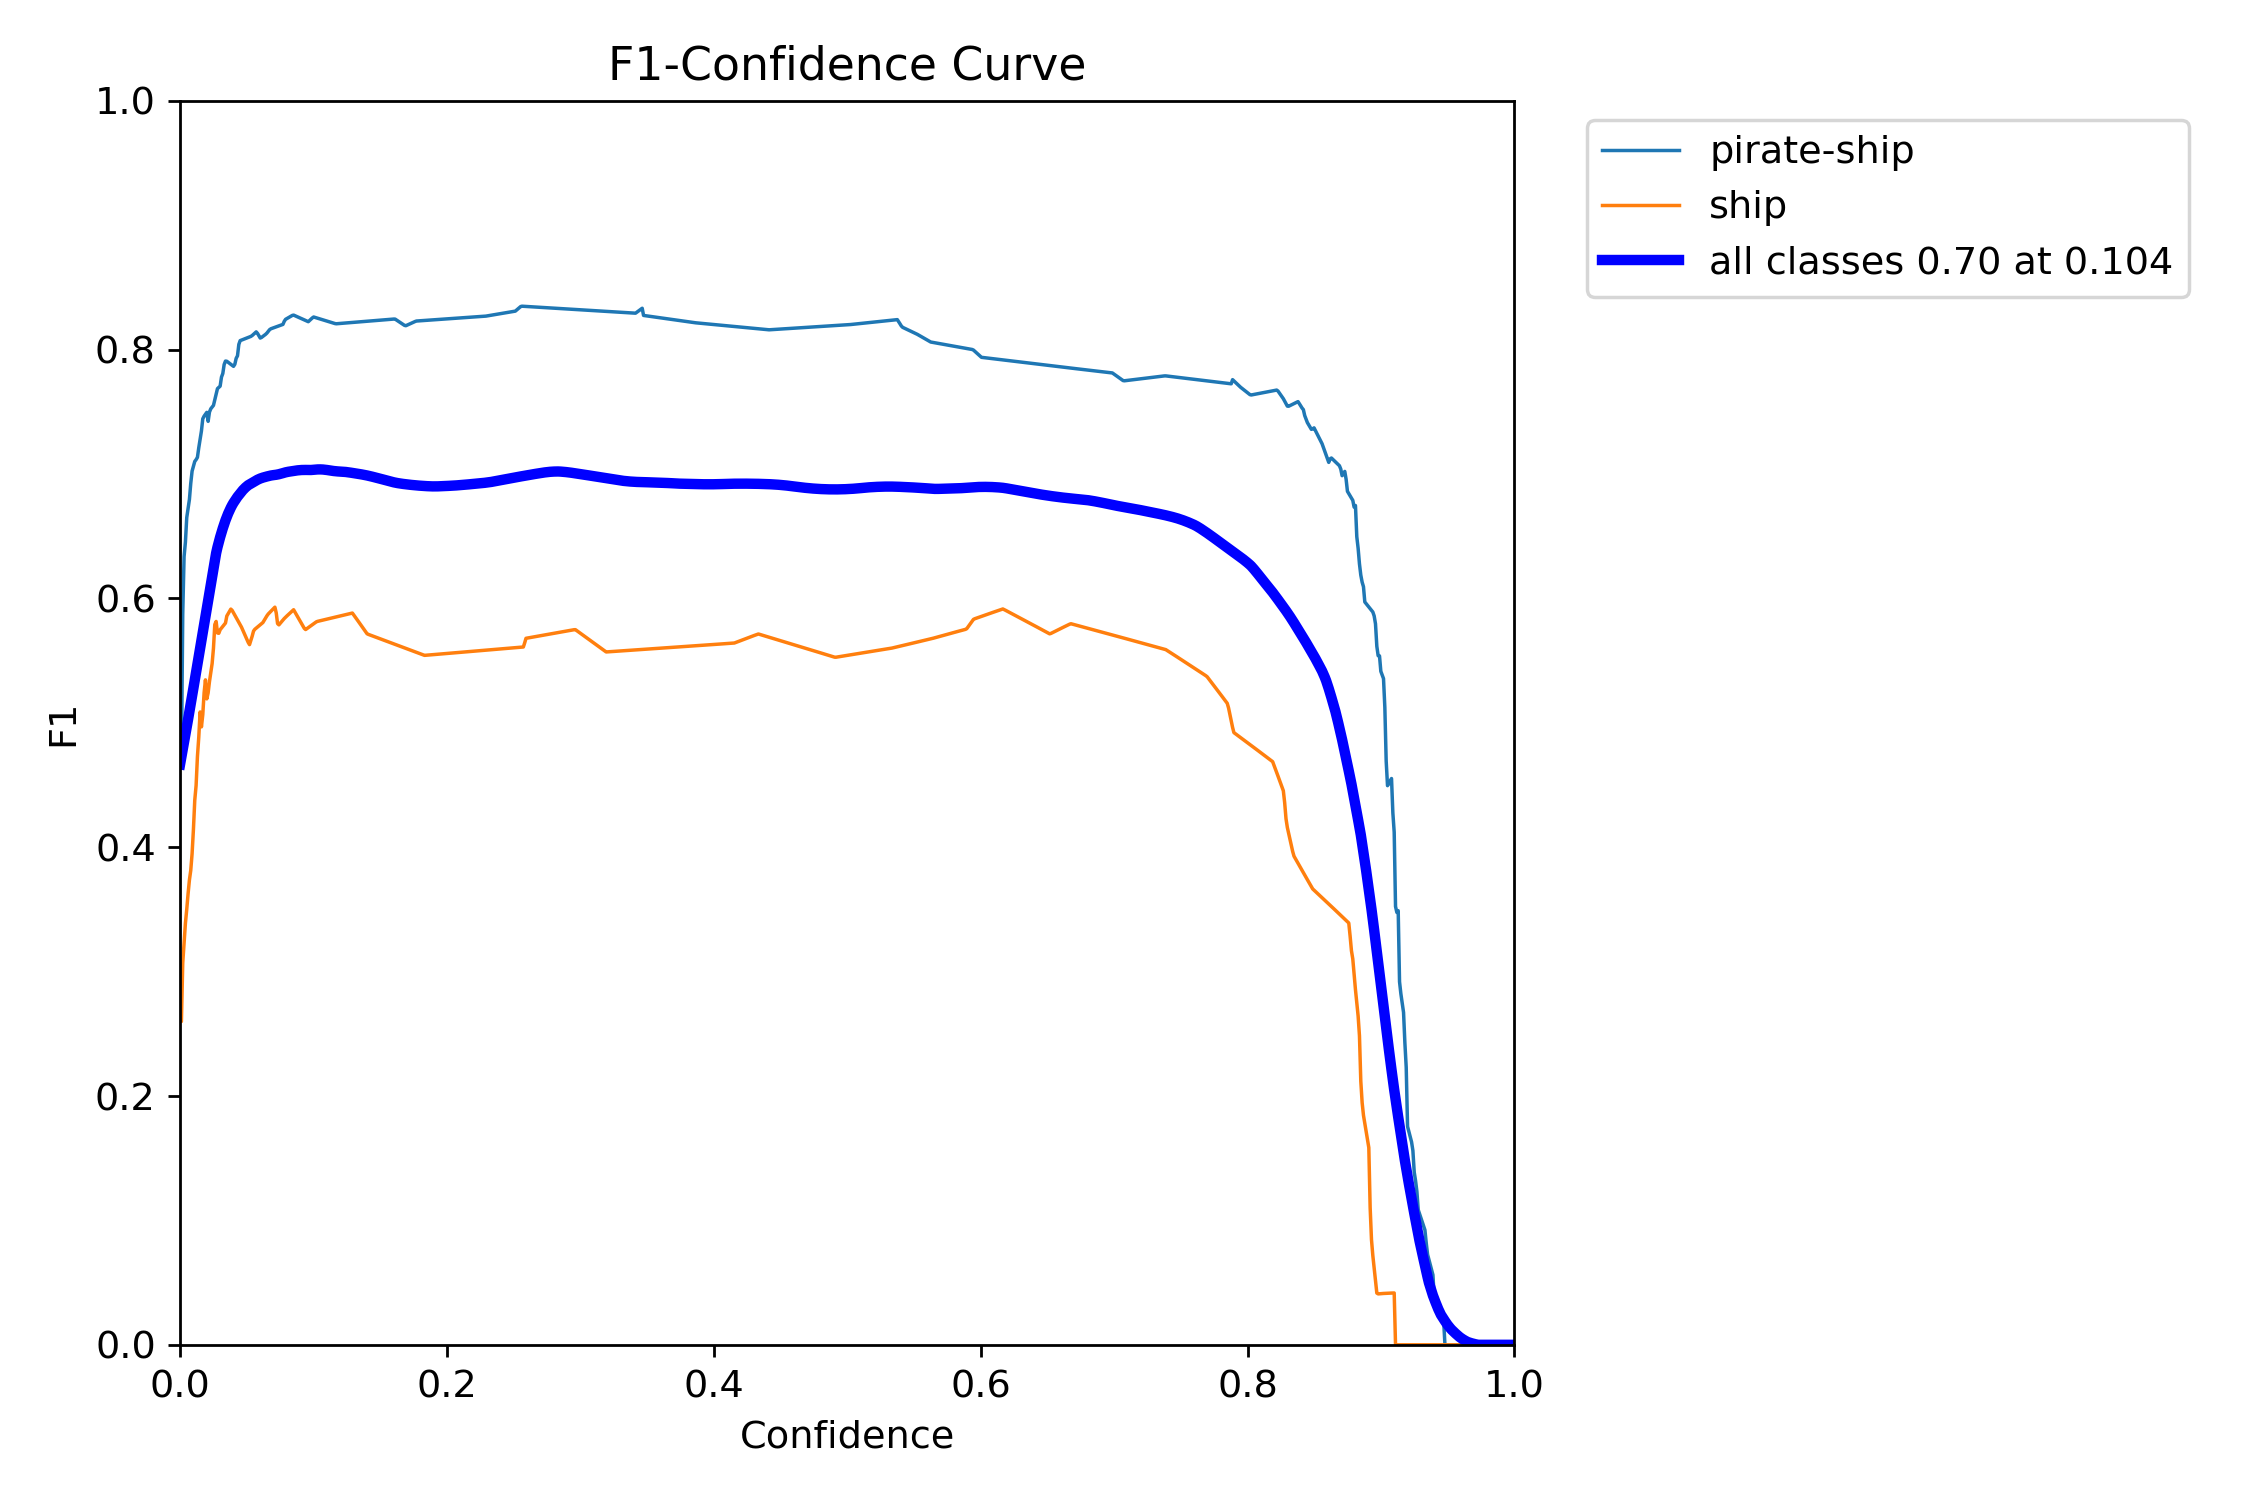 F1-Confidence Curve
1.0
0.8
0.6
0.4
0.2
0.0
F1
0.0 0.2 0.4 0.6 0.8 1.0
Confidence
pirate-ship
ship
all classes 0.70 at 0.104